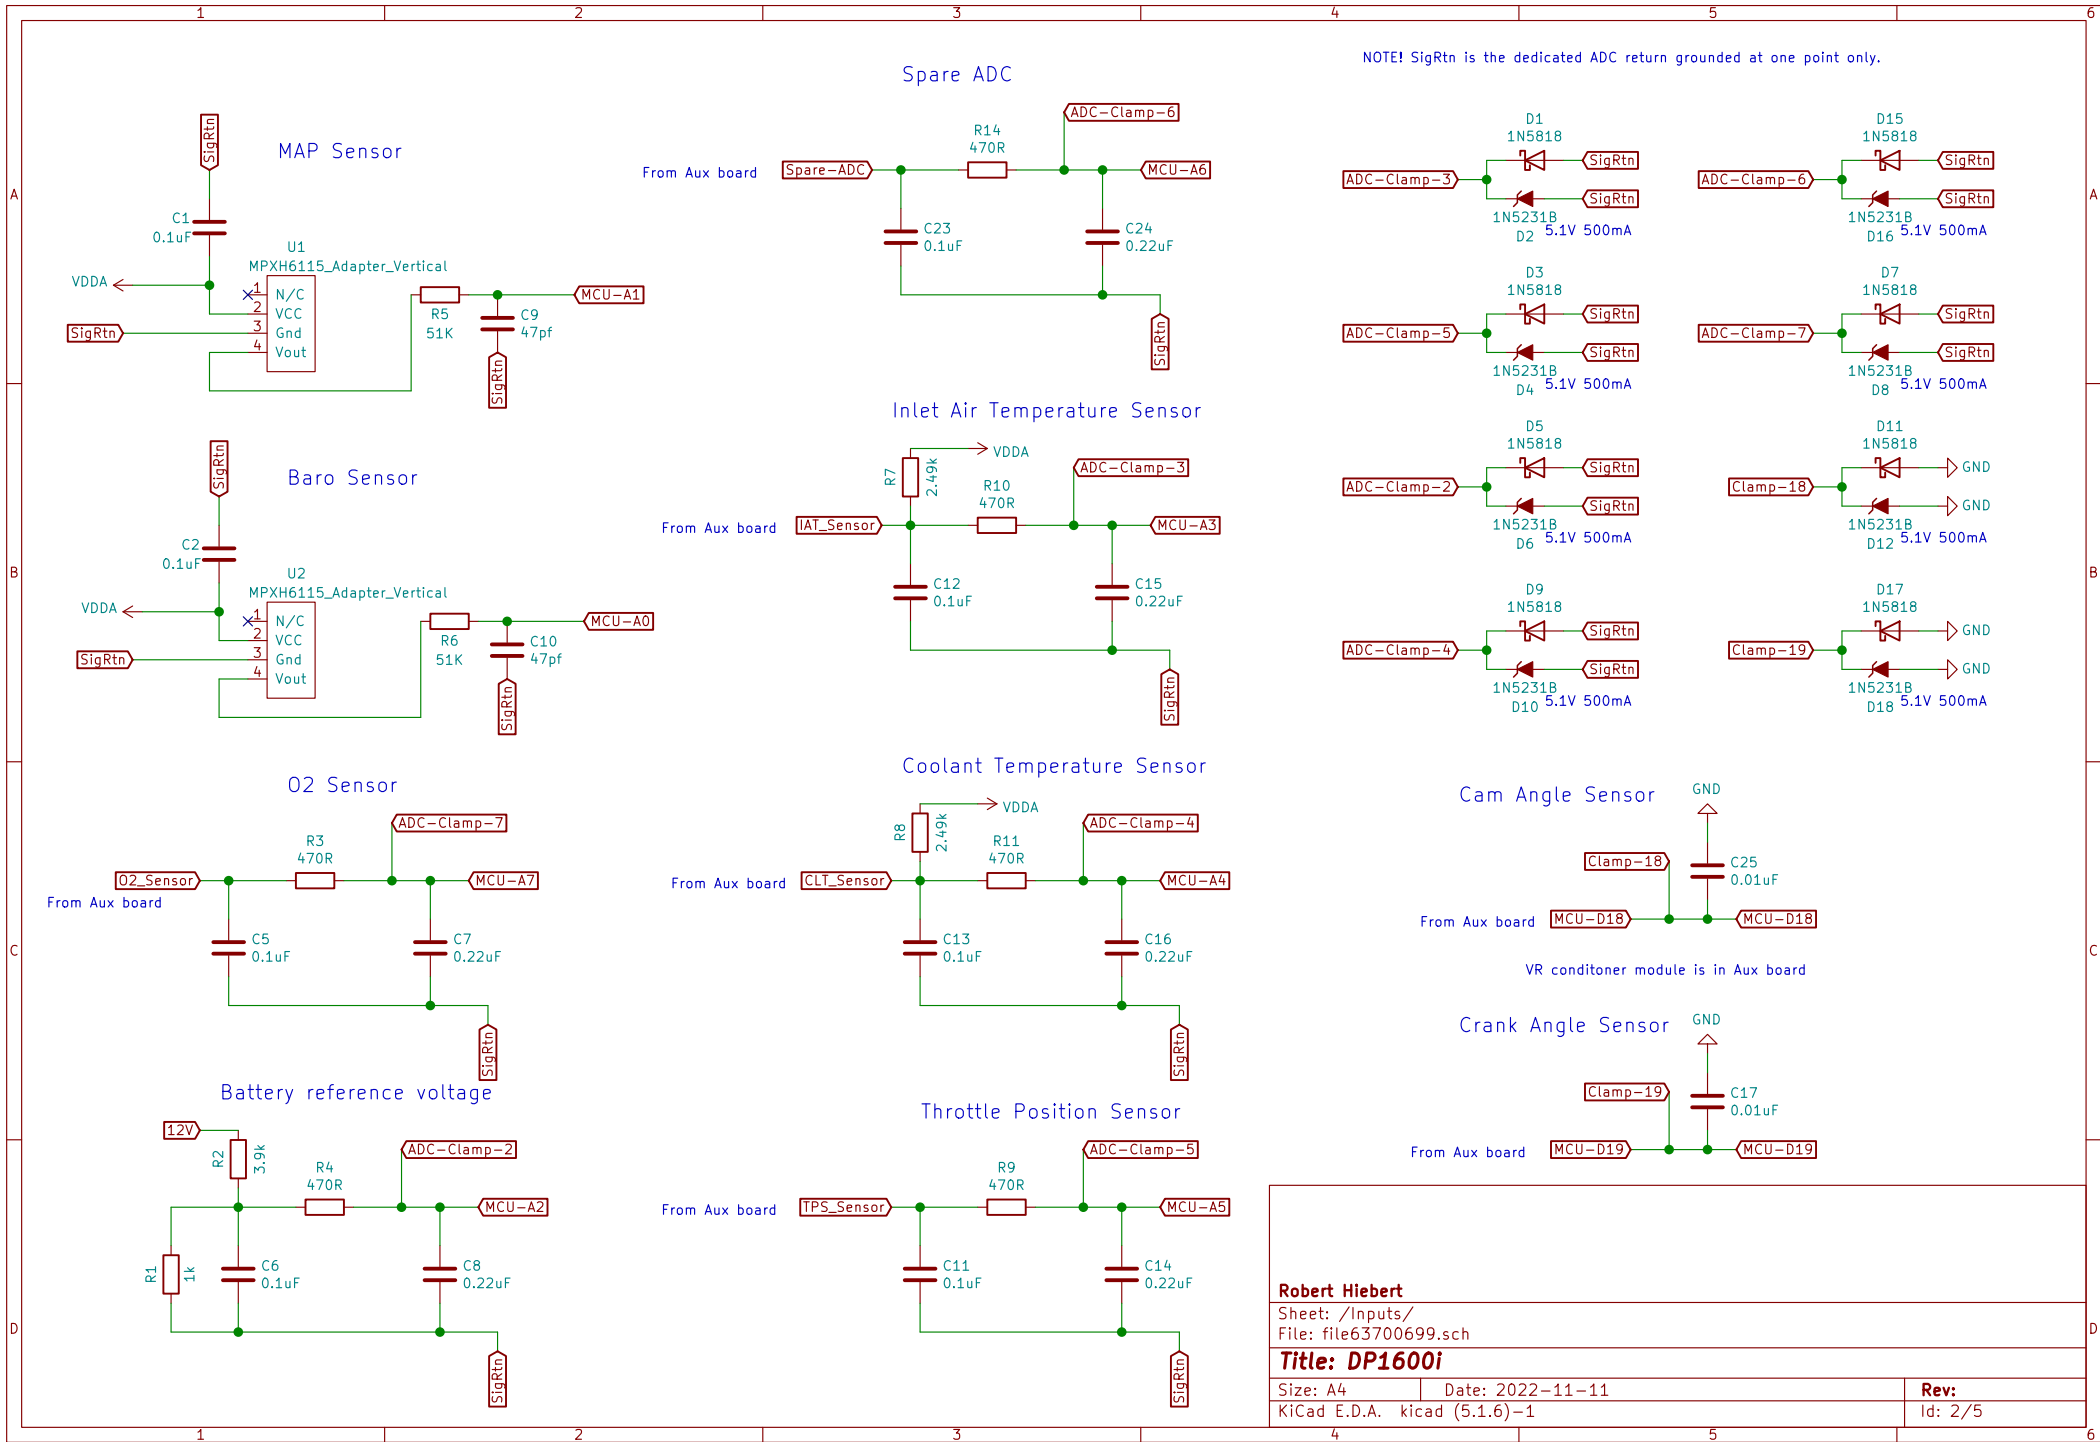 1 2 3 4 5 6
NOTE! SigRtn is the dedicated ADC return grounded at one point only.
A
B
C
D
MAP Sensor
SigRtn
C1
0.1uF
VDDA
SigRtn
U1
MPXH6115_Adapter_Vertical
1 N/C
2 VCC
3 Gnd
4 Vout
R5
51K
C9
47pf
MCU-A1
SigRtn
Baro Sensor
SigRtn
C2
0.1uF
VDDA
SigRtn
U2
MPXH6115_Adapter_Vertical
1 N/C
2 VCC
3 Gnd
4 Vout
R6
51K
C10
47pf
MCU-A0
SigRtn
O2 Sensor
ADC-Clamp-7
R3
470R
O2_Sensor
MCU-A7
From Aux board
C5
0.1uF
C7
0.22uF
SigRtn
Battery reference voltage
12V
R2
3.9k
ADC-Clamp-2
R4
470R
MCU-A2
R1
1k
C6
0.1uF
C8
0.22uF
SigRtn
Spare ADC
ADC-Clamp-6
R14
470R
From Aux board
Spare-ADC
MCU-A6
C23
0.1uF
C24
0.22uF
SigRtn
Inlet Air Temperature Sensor
VDDA
R7
2.49k
ADC-Clamp-3
R10
470R
From Aux board
IAT_Sensor
MCU-A3
C12
0.1uF
C15
0.22uF
SigRtn
Coolant Temperature Sensor
VDDA
R8
2.49k
ADC-Clamp-4
R11
470R
From Aux board
CLT_Sensor
MCU-A4
C13
0.1uF
C16
0.22uF
SigRtn
Throttle Position Sensor
ADC-Clamp-5
R9
470R
From Aux board
TPS_Sensor
MCU-A5
C11
0.1uF
C14
0.22uF
SigRtn
D1
1N5818
SigRtn
ADC-Clamp-3
SigRtn
1N5231B
D2
5.1V 500mA
D15
1N5818
SigRtn
ADC-Clamp-6
SigRtn
1N5231B
D16
5.1V 500mA
D3
1N5818
SigRtn
ADC-Clamp-5
SigRtn
1N5231B
D4
5.1V 500mA
D7
1N5818
SigRtn
ADC-Clamp-7
SigRtn
1N5231B
D8
5.1V 500mA
D5
1N5818
SigRtn
ADC-Clamp-2
SigRtn
1N5231B
D6
5.1V 500mA
D11
1N5818
GND
Clamp-18
GND
1N5231B
D12
5.1V 500mA
D9
1N5818
SigRtn
ADC-Clamp-4
SigRtn
1N5231B
D10
5.1V 500mA
D17
1N5818
GND
Clamp-19
GND
1N5231B
D18
5.1V 500mA
Cam Angle Sensor
GND
Clamp-18
C25
0.01uF
From Aux board
MCU-D18
MCU-D18
VR conditoner module is in Aux board
Crank Angle Sensor
GND
Clamp-19
C17
0.01uF
From Aux board
MCU-D19
MCU-D19
Robert Hiebert
Sheet: /Inputs/
File: file63700699.sch
Title: DP1600i
Size: A4 Date: 2022-11-11 Rev:
KiCad E.D.A. kicad (5.1.6)-1 Id: 2/5
A
B
C
D
1 2 3 4 5 6